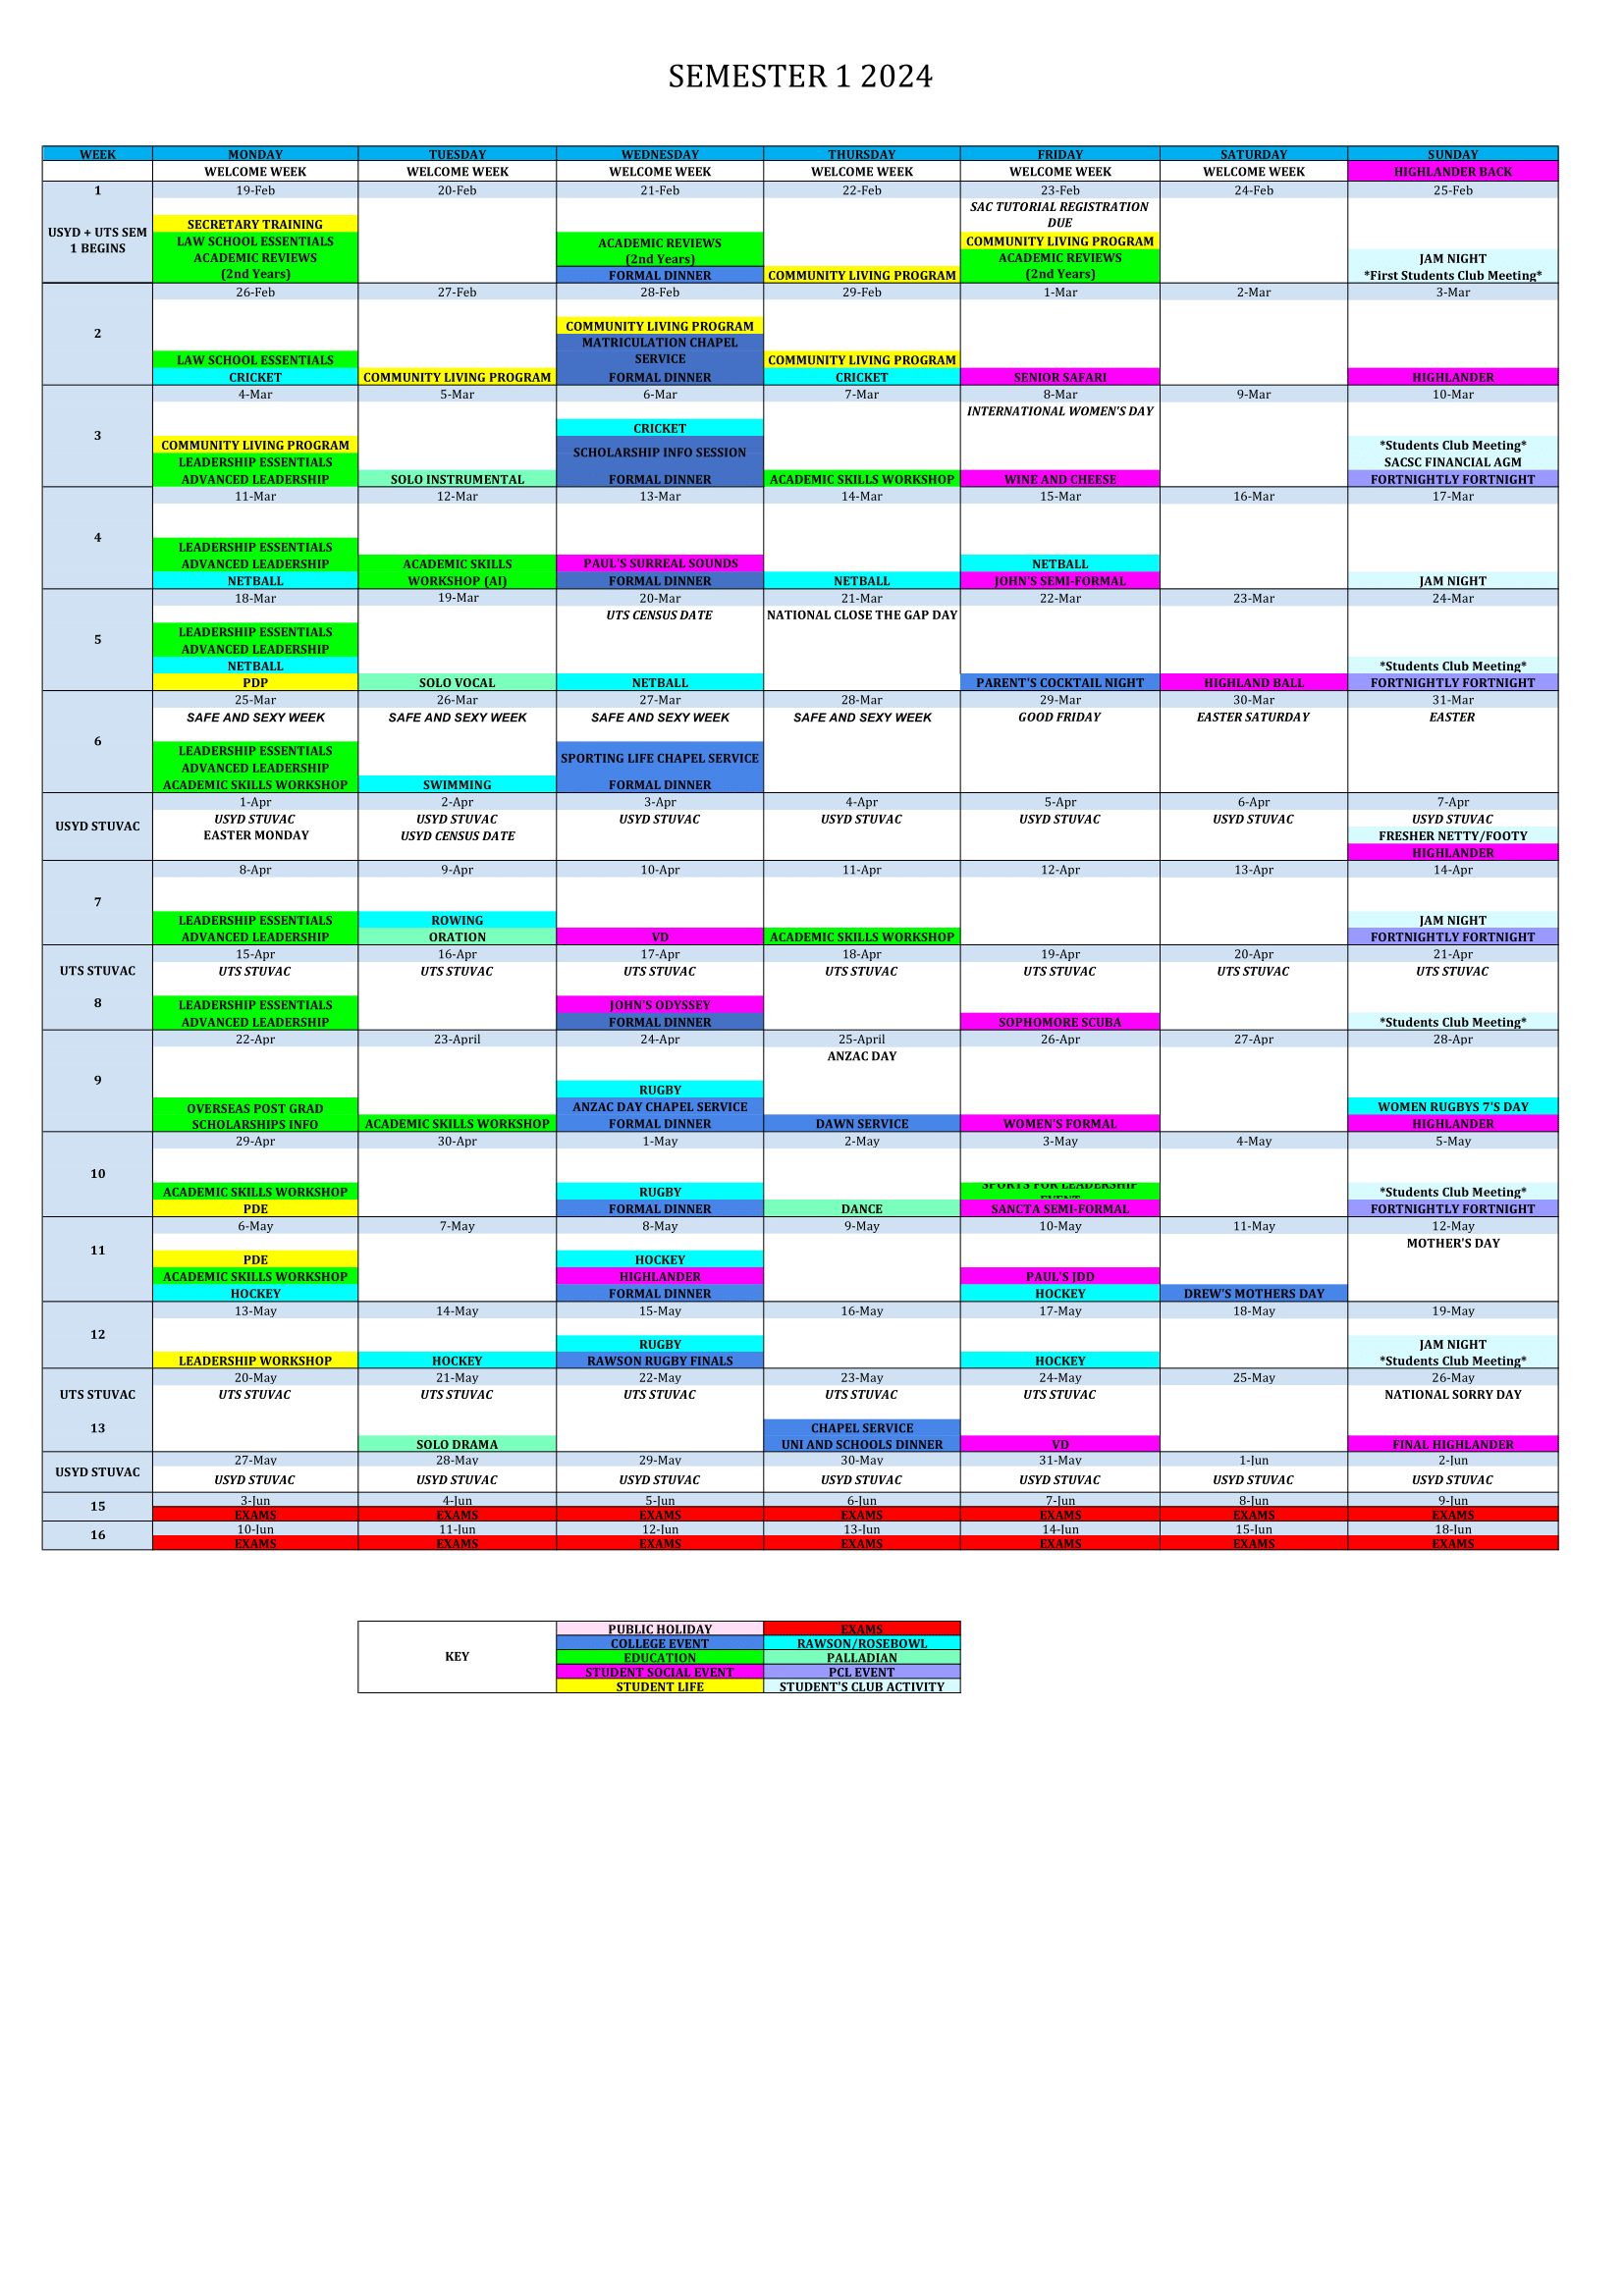 SEMESTER 1 2024
WEEK MONDAY TUESDAY WEDNESDAY THURSDAY FRIDAY SATURDAY SUNDAY
WELCOME WEEK WELCOME WEEK WELCOME WEEK WELCOME WEEK WELCOME WEEK WELCOME WEEK HIGHLANDER BACK
1 19-Feb 20-Feb 21-Feb 22-Feb 23-Feb 24-Feb 25-Feb
SAC TUTORIAL REGISTRATION
SECRETARY TRAINING DUE
USYD + UTS SEM LAW SCHOOL ESSENTIALS ACADEMIC REVIEWS COMMUNITY LIVING PROGRAM
1 BEGINS ACADEMIC REVIEWS (2nd Years) ACADEMIC REVIEWS JAM NIGHT
(2nd Years) FORMAL DINNER COMMUNITY LIVING PROGRAM (2nd Years) *First Students Club Meeting*
26-Feb 27-Feb 28-Feb 29-Feb 1-Mar 2-Mar 3-Mar
2 COMMUNITY LIVING PROGRAM
MATRICULATION CHAPEL
LAW SCHOOL ESSENTIALS SERVICE COMMUNITY LIVING PROGRAM
CRICKET COMMUNITY LIVING PROGRAM FORMAL DINNER CRICKET SENIOR SAFARI HIGHLANDER
4-Mar 5-Mar 6-Mar 7-Mar 8-Mar 9-Mar 10-Mar
INTERNATIONAL WOMEN'S DAY
3 CRICKET
COMMUNITY LIVING PROGRAM SCHOLARSHIP INFO SESSION *Students Club Meeting*
LEADERSHIP ESSENTIALS SACSC FINANCIAL AGM
ADVANCED LEADERSHIP SOLO INSTRUMENTAL FORMAL DINNER ACADEMIC SKILLS WORKSHOP WINE AND CHEESE FORTNIGHTLY FORTNIGHT
11-Mar 12-Mar 13-Mar 14-Mar 15-Mar 16-Mar 17-Mar
4
LEADERSHIP ESSENTIALS
ADVANCED LEADERSHIP ACADEMIC SKILLS PAUL'S SURREAL SOUNDS NETBALL
NETBALL WORKSHOP (AI) FORMAL DINNER NETBALL JOHN'S SEMI-FORMAL JAM NIGHT
18-Mar 19-Mar 20-Mar 21-Mar 22-Mar 23-Mar 24-Mar
UTS CENSUS DATE NATIONAL CLOSE THE GAP DAY
5 LEADERSHIP ESSENTIALS
ADVANCED LEADERSHIP
NETBALL *Students Club Meeting*
PDP SOLO VOCAL NETBALL PARENT'S COCKTAIL NIGHT HIGHLAND BALL FORTNIGHTLY FORTNIGHT
25-Mar 26-Mar 27-Mar 28-Mar 29-Mar 30-Mar 31-Mar
SAFE AND SEXY WEEK SAFE AND SEXY WEEK SAFE AND SEXY WEEK SAFE AND SEXY WEEK GOOD FRIDAY EASTER SATURDAY EASTER
6 LEADERSHIP ESSENTIALS SPORTING LIFE CHAPEL SERVICE
ADVANCED LEADERSHIP
ACADEMIC SKILLS WORKSHOP SWIMMING FORMAL DINNER
1-Apr 2-Apr 3-Apr 4-Apr 5-Apr 6-Apr 7-Apr
USYD STUVAC USYD STUVAC USYD STUVAC USYD STUVAC USYD STUVAC USYD STUVAC USYD STUVAC USYD STUVAC
EASTER MONDAY USYD CENSUS DATE FRESHER NETTY/FOOTY
HIGHLANDER
8-Apr 9-Apr 10-Apr 11-Apr 12-Apr 13-Apr 14-Apr
7
LEADERSHIP ESSENTIALS ROWING JAM NIGHT
ADVANCED LEADERSHIP ORATION VD ACADEMIC SKILLS WORKSHOP FORTNIGHTLY FORTNIGHT
15-Apr 16-Apr 17-Apr 18-Apr 19-Apr 20-Apr 21-Apr
UTS STUVAC UTS STUVAC UTS STUVAC UTS STUVAC UTS STUVAC UTS STUVAC UTS STUVAC UTS STUVAC
8 LEADERSHIP ESSENTIALS JOHN'S ODYSSEY
ADVANCED LEADERSHIP FORMAL DINNER SOPHOMORE SCUBA *Students Club Meeting*
22-Apr 23-April 24-Apr 25-April 26-Apr 27-Apr 28-Apr
ANZAC DAY
9 RUGBY
OVERSEAS POST GRAD ANZAC DAY CHAPEL SERVICE WOMEN RUGBYS 7'S DAY
SCHOLARSHIPS INFO ACADEMIC SKILLS WORKSHOP FORMAL DINNER DAWN SERVICE WOMEN'S FORMAL HIGHLANDER
29-Apr 30-Apr 1-May 2-May 3-May 4-May 5-May
10
ACADEMIC SKILLS WORKSHOP RUGBY SPORTS FOR LEADERSHIP EVENT *Students Club Meeting*
PDE FORMAL DINNER DANCE SANCTA SEMI-FORMAL FORTNIGHTLY FORTNIGHT
6-May 7-May 8-May 9-May 10-May 11-May 12-May
MOTHER'S DAY
11 PDE HOCKEY
ACADEMIC SKILLS WORKSHOP HIGHLANDER PAUL'S JDD
HOCKEY FORMAL DINNER HOCKEY DREW'S MOTHERS DAY
13-May 14-May 15-May 16-May 17-May 18-May 19-May
12 RUGBY JAM NIGHT
LEADERSHIP WORKSHOP HOCKEY RAWSON RUGBY FINALS HOCKEY *Students Club Meeting*
20-May 21-May 22-May 23-May 24-May 25-May 26-May
UTS STUVAC UTS STUVAC UTS STUVAC UTS STUVAC UTS STUVAC UTS STUVAC NATIONAL SORRY DAY
13 CHAPEL SERVICE
SOLO DRAMA UNI AND SCHOOLS DINNER VD FINAL HIGHLANDER
27-May 28-May 29-May 30-May 31-May 1-Jun 2-Jun
USYD STUVAC USYD STUVAC USYD STUVAC USYD STUVAC USYD STUVAC USYD STUVAC USYD STUVAC USYD STUVAC
15 3-Jun 4-Jun 5-Jun 6-Jun 7-Jun 8-Jun 9-Jun
EXAMS EXAMS EXAMS EXAMS EXAMS EXAMS EXAMS
16 10-Jun 11-Jun 12-Jun 13-Jun 14-Jun 15-Jun 18-Jun
EXAMS EXAMS EXAMS EXAMS EXAMS EXAMS EXAMS
KEY
PUBLIC HOLIDAY EXAMS
COLLEGE EVENT RAWSON/ROSEBOWL
EDUCATION PALLADIAN
STUDENT SOCIAL EVENT PCL EVENT
STUDENT LIFE STUDENT'S CLUB ACTIVITY